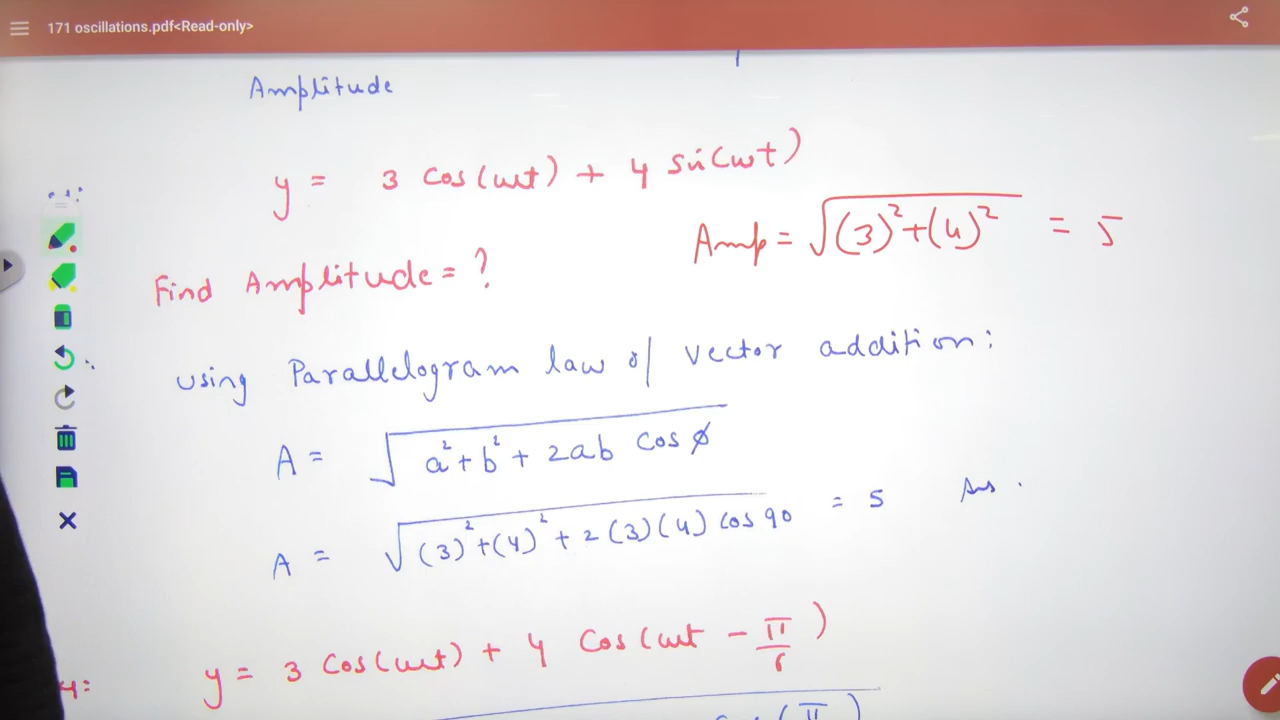 171 oscillations.pdf<Read-only>
Amplitude
y = 3 cos(ωt) + 4 sin(ωt)
Amp = √(3)²+(4)² = 5
Find Amplitude = ?
using Parallelogram law of vector addition:
A = √a²+b²+2ab cos φ
A = √(3)²+(4)²+2(3)(4) cos 90 = 5 Ans.
4: y = 3 Cos(ωt) + 4 Cos(ωt - π/6)